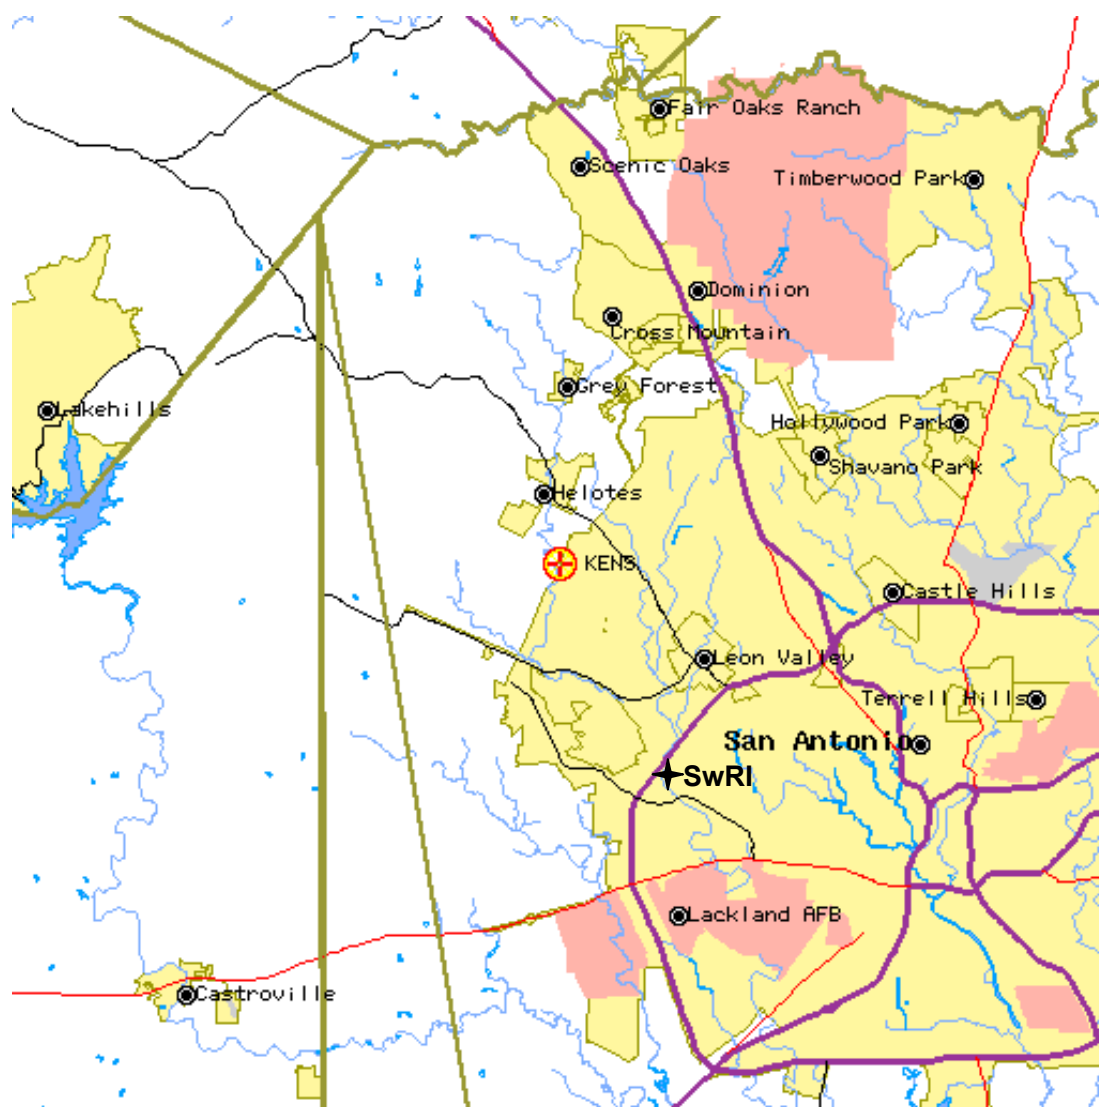 Fair Oaks Ranch
Scenic Oaks
Timberwood Park
Dominion
Cross Mountain
Grey Forest
Lakehills
Hollywood Park
Shavano Park
Helotes
KENS
Castle Hills
Leon Valley
Terrell Hills
San Antonio
SwRI
Lackland AFB
Castroville